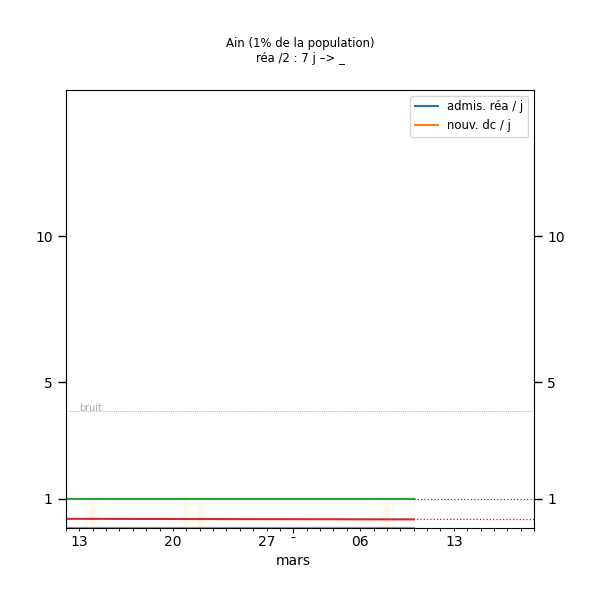 Ain (1% de la population)
réa /2 : 7 j –> _
admis. réa / j
nouv. dc / j
10 10
5 5
bruit
1 1
13 20 27 - 06 13
mars